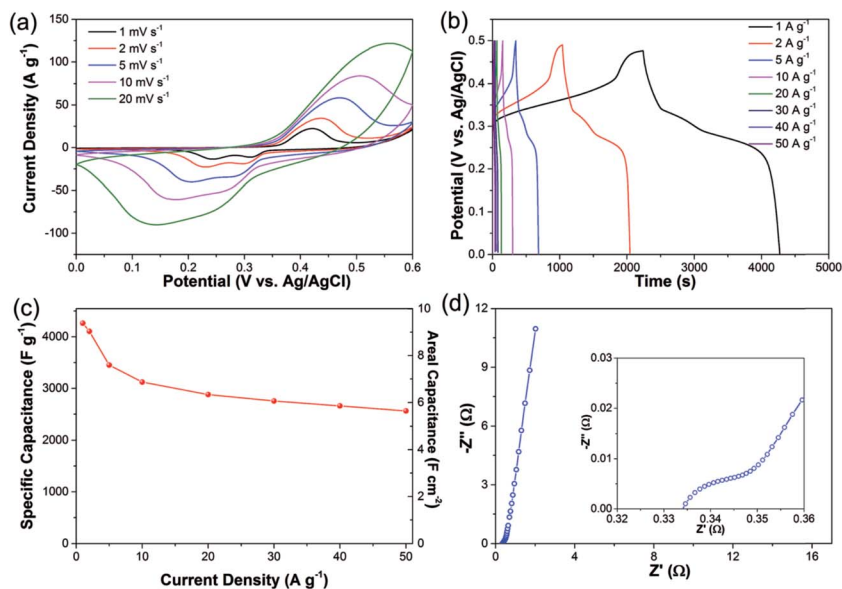 (a)
1 mV s⁻¹
2 mV s⁻¹
5 mV s⁻¹
10 mV s⁻¹
20 mV s⁻¹
Current Density (A g⁻¹)
100
50
0
-50
-100
0.0 0.1 0.2 0.3 0.4 0.5 0.6
Potential (V vs. Ag/AgCl)
(b)
1 A g⁻¹
2 A g⁻¹
5 A g⁻¹
10 A g⁻¹
20 A g⁻¹
30 A g⁻¹
40 A g⁻¹
50 A g⁻¹
Potential (V vs. Ag/AgCl)
0.5
0.4
0.3
0.2
0.1
0.0
0 1000 2000 3000 4000 5000
Time (s)
(c)
Specific Capacitance (F g⁻¹)
4000
3000
2000
1000
0
Areal Capacitance (F cm⁻²)
10
8
6
4
2
0
0 10 20 30 40 50
Current Density (A g⁻¹)
(d)
-Z'' (Ω)
12
9
6
3
0
0 4 8 12 16
Z' (Ω)
-Z'' (Ω)
0.03
0.02
0.01
0.00
0.32 0.33 0.34 0.35 0.36
Z' (Ω)